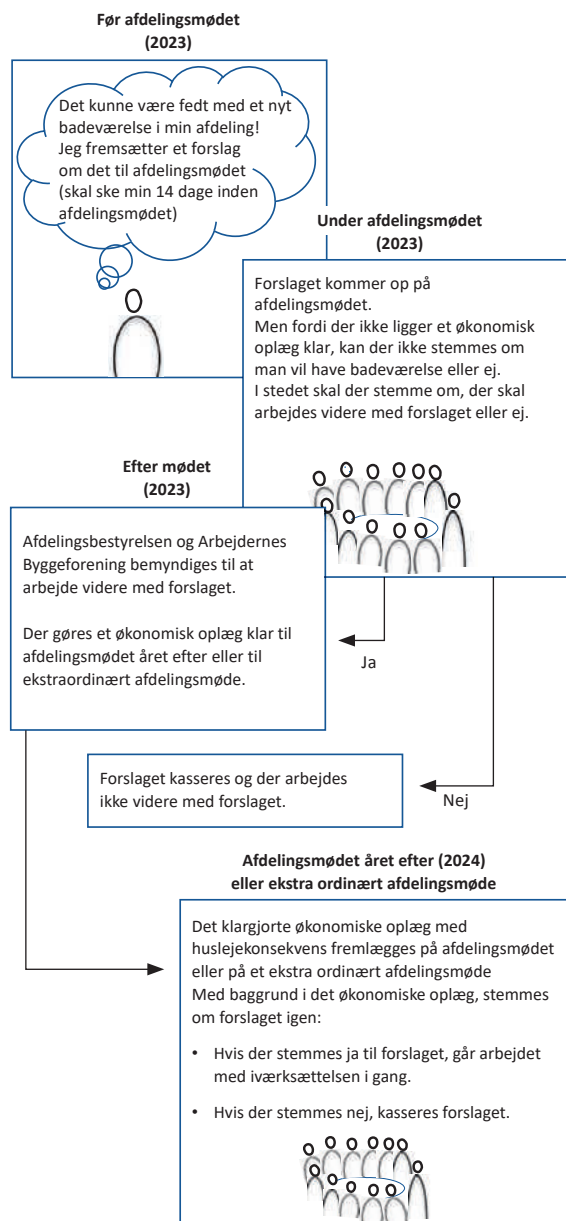 Før afdelingsmødet
(2023)
Det kunne være fedt med et nyt
badeværelse i min afdeling!
Jeg fremsætter et forslag
om det til afdelingsmødet
(skal ske min 14 dage inden
afdelingsmødet)
Under afdelingsmødet
(2023)
Forslaget kommer op på
afdelingsmødet.
Men fordi der ikke ligger et økonomisk
oplæg klar, kan der ikke stemmes om
man vil have badeværelse eller ej.
I stedet skal der stemme om, der skal
arbejdes videre med forslaget eller ej.
Efter mødet
(2023)
Afdelingsbestyrelsen og Arbejdernes
Byggeforening bemyndiges til at
arbejde videre med forslaget.
Der gøres et økonomisk oplæg klar til
afdelingsmødet året efter eller til
ekstraordinært afdelingsmøde.
Ja
Forslaget kasseres og der arbejdes
ikke videre med forslaget.
Nej
Afdelingsmødet året efter (2024)
eller ekstra ordinært afdelingsmøde
Det klargjorte økonomiske oplæg med
huslejekonsekvens fremlægges på afdelingsmødet
eller på et ekstra ordinært afdelingsmøde
Med baggrund i det økonomiske oplæg, stemmes
om forslaget igen:
• Hvis der stemmes ja til forslaget, går arbejdet
med iværksættelsen i gang.
• Hvis der stemmes nej, kasseres forslaget.